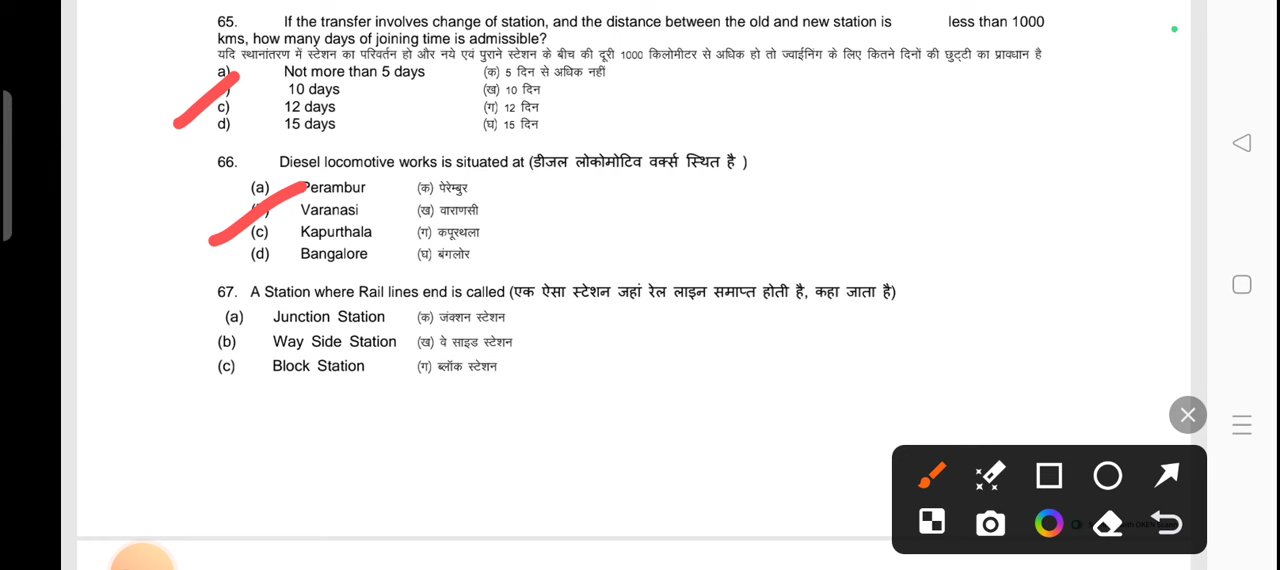 65. If the transfer involves change of station, and the distance between the old and new station is less than 1000
kms, how many days of joining time is admissible?
यदि स्थानांतरण में स्टेशन का परिवर्तन हो और नये एवं पुराने स्टेशन के बीच की दूरी 1000 किलोमीटर से अधिक हो तो ज्वाईनिंग के लिए कितने दिनों की छुट्टी का प्रावधान है
a) Not more than 5 days (क) 5 दिन से अधिक नहीं
10 days (ख) 10 दिन
c) 12 days (ग) 12 दिन
d) 15 days (घ) 15 दिन
66. Diesel locomotive works is situated at (डीजल लोकोमोटिव वर्क्स स्थित है )
(a) Perambur (क) पेरेम्बुर
Varanasi (ख) वाराणसी
(c) Kapurthala (ग) कपूरथला
(d) Bangalore (घ) बंगलोर
67. A Station where Rail lines end is called (एक ऐसा स्टेशन जहां रेल लाइन समाप्त होती है, कहा जाता है)
(a) Junction Station (क) जंक्शन स्टेशन
(b) Way Side Station (ख) वे साइड स्टेशन
(c) Block Station (ग) ब्लॉक स्टेशन